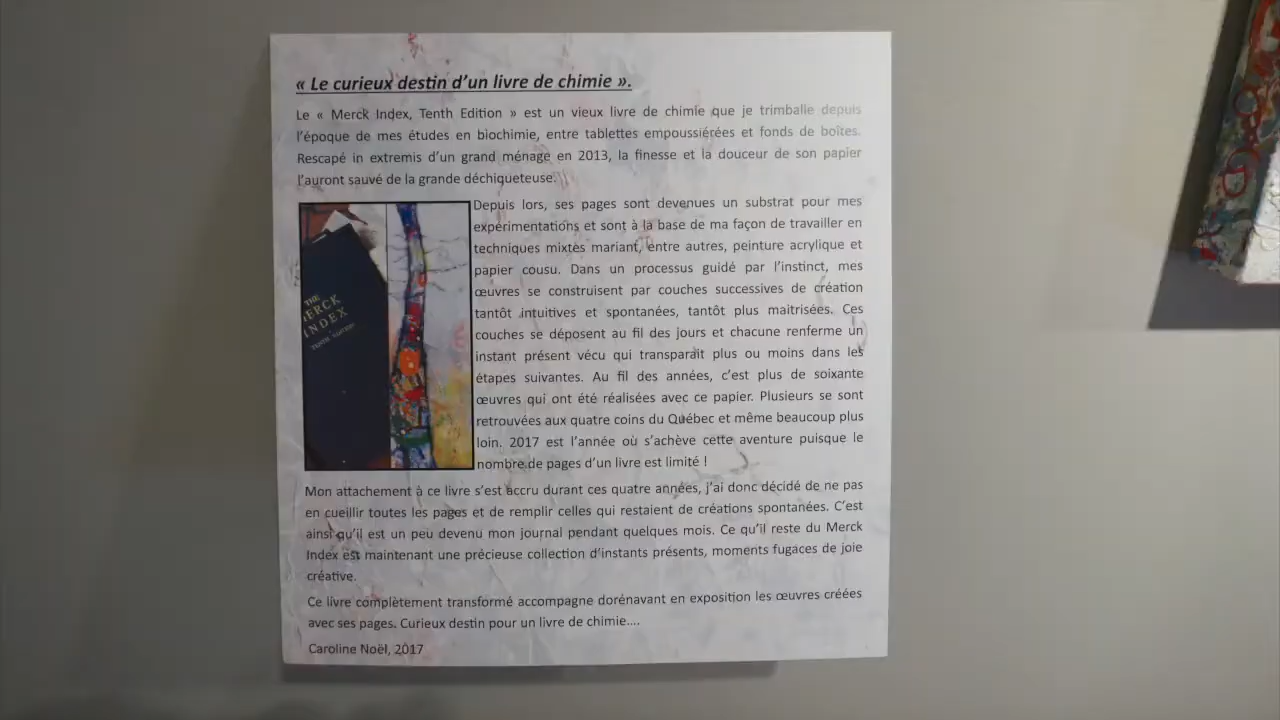 « Le curieux destin d'un livre de chimie ».
Le « Merck Index, Tenth Edition » est un vieux livre de chimie que je trimballe depuis
l'époque de mes études en biochimie, entre tablettes empoussiérées et fonds de boîtes.
Rescapé in extremis d'un grand ménage en 2013, la finesse et la douceur de son papier
l'auront sauvé de la grande déchiqueteuse.
Depuis lors, ses pages sont devenues un substrat pour mes
expérimentations et sont à la base de ma façon de travailler en
techniques mixtes mariant, entre autres, peinture acrylique et
papier cousu. Dans un processus guidé par l'instinct, mes
œuvres se construisent par couches successives de création
tantôt intuitives et spontanées, tantôt plus maitrisées. Ces
couches se déposent au fil des jours et chacune renferme un
instant présent vécu qui transparaît plus ou moins dans les
étapes suivantes. Au fil des années, c'est plus de soixante
œuvres qui ont été réalisées avec ce papier. Plusieurs se sont
retrouvées aux quatre coins du Québec et même beaucoup plus
loin. 2017 est l'année où s'achève cette aventure puisque le
nombre de pages d'un livre est limité !
THE
MERCK
INDEX
TENTH EDITION
Mon attachement à ce livre s'est accru durant ces quatre années, j'ai donc décidé de ne pas
en cueillir toutes les pages et de remplir celles qui restaient de créations spontanées. C'est
ainsi qu'il est un peu devenu mon journal pendant quelques mois. Ce qu'il reste du Merck
Index est maintenant une précieuse collection d'instants présents, moments fugaces de joie
créative.
Ce livre complètement transformé accompagne dorénavant en exposition les œuvres créées
avec ses pages. Curieux destin pour un livre de chimie....
Caroline Noël, 2017